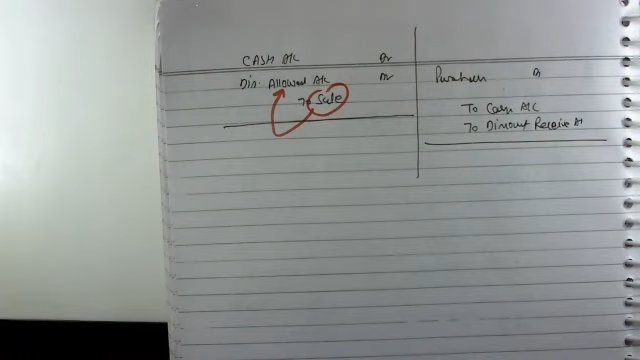 CASH A/C Dr
Dis. Allowed A/C Dr
To Sale
Purchases Dr
To Cash A/C
To Discount Receive A/c